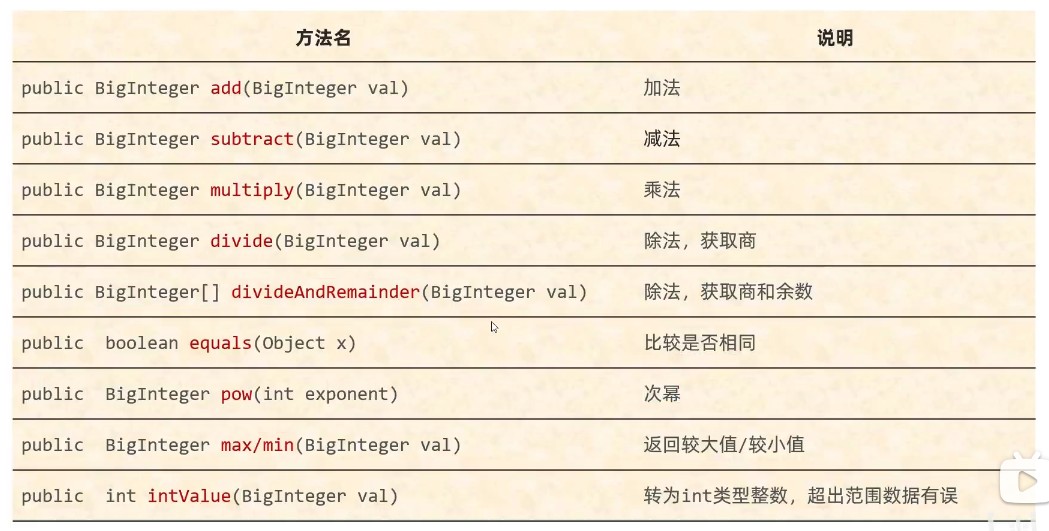 方法名 说明
public BigInteger add(BigInteger val) 加法
public BigInteger subtract(BigInteger val) 减法
public BigInteger multiply(BigInteger val) 乘法
public BigInteger divide(BigInteger val) 除法，获取商
public BigInteger[] divideAndRemainder(BigInteger val) 除法，获取商和余数
public  boolean equals(Object x) 比较是否相同
public  BigInteger pow(int exponent) 次幂
public  BigInteger max/min(BigInteger val) 返回较大值/较小值
public  int intValue(BigInteger val) 转为int类型整数，超出范围数据有误